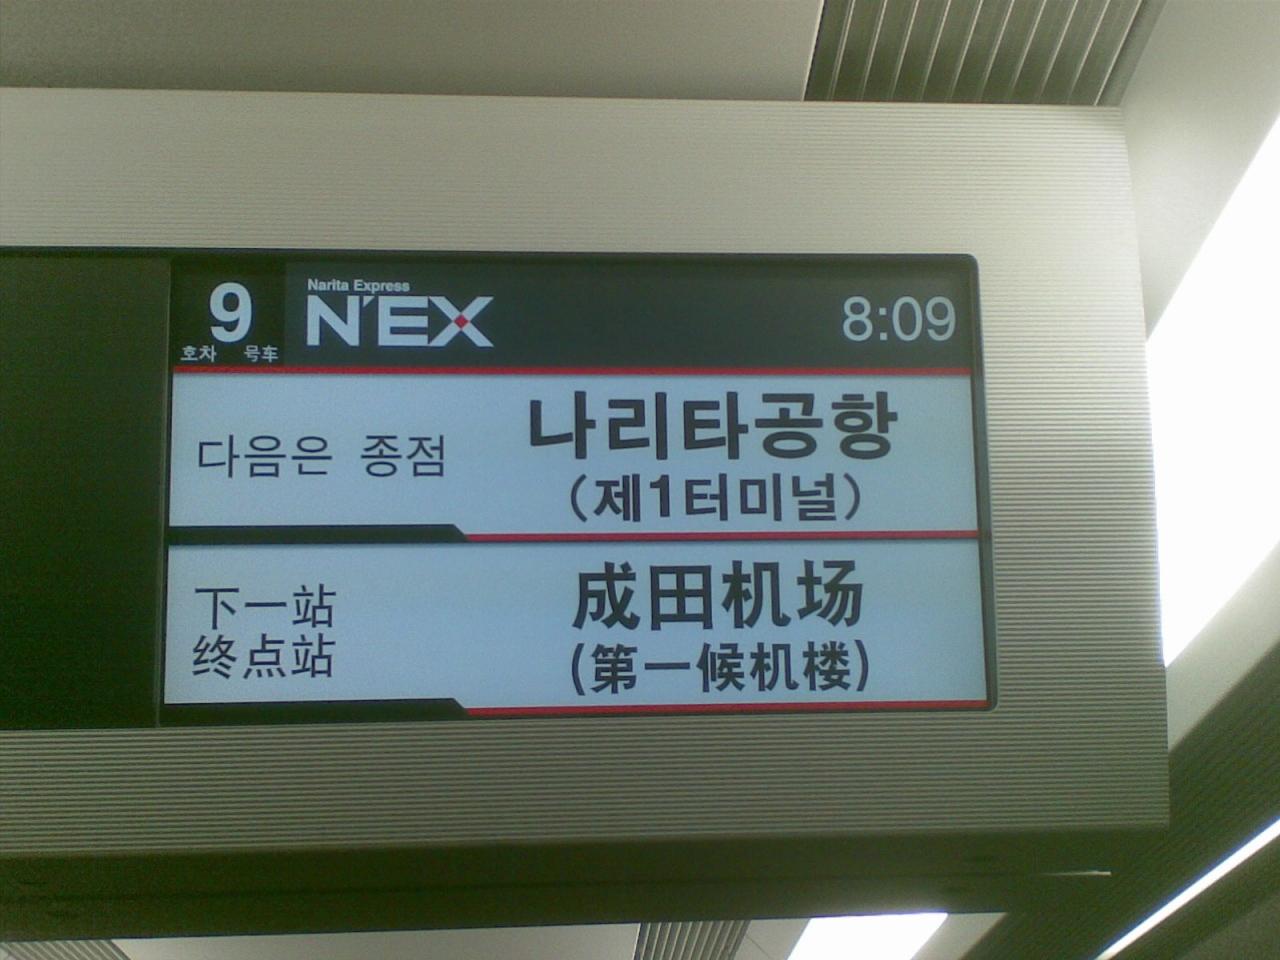 9
호차 号车
Narita Express
N'EX
8:09
다음은 종점
나리타공항
(제1터미널)
下一站
终点站
成田机场
(第一候机楼)